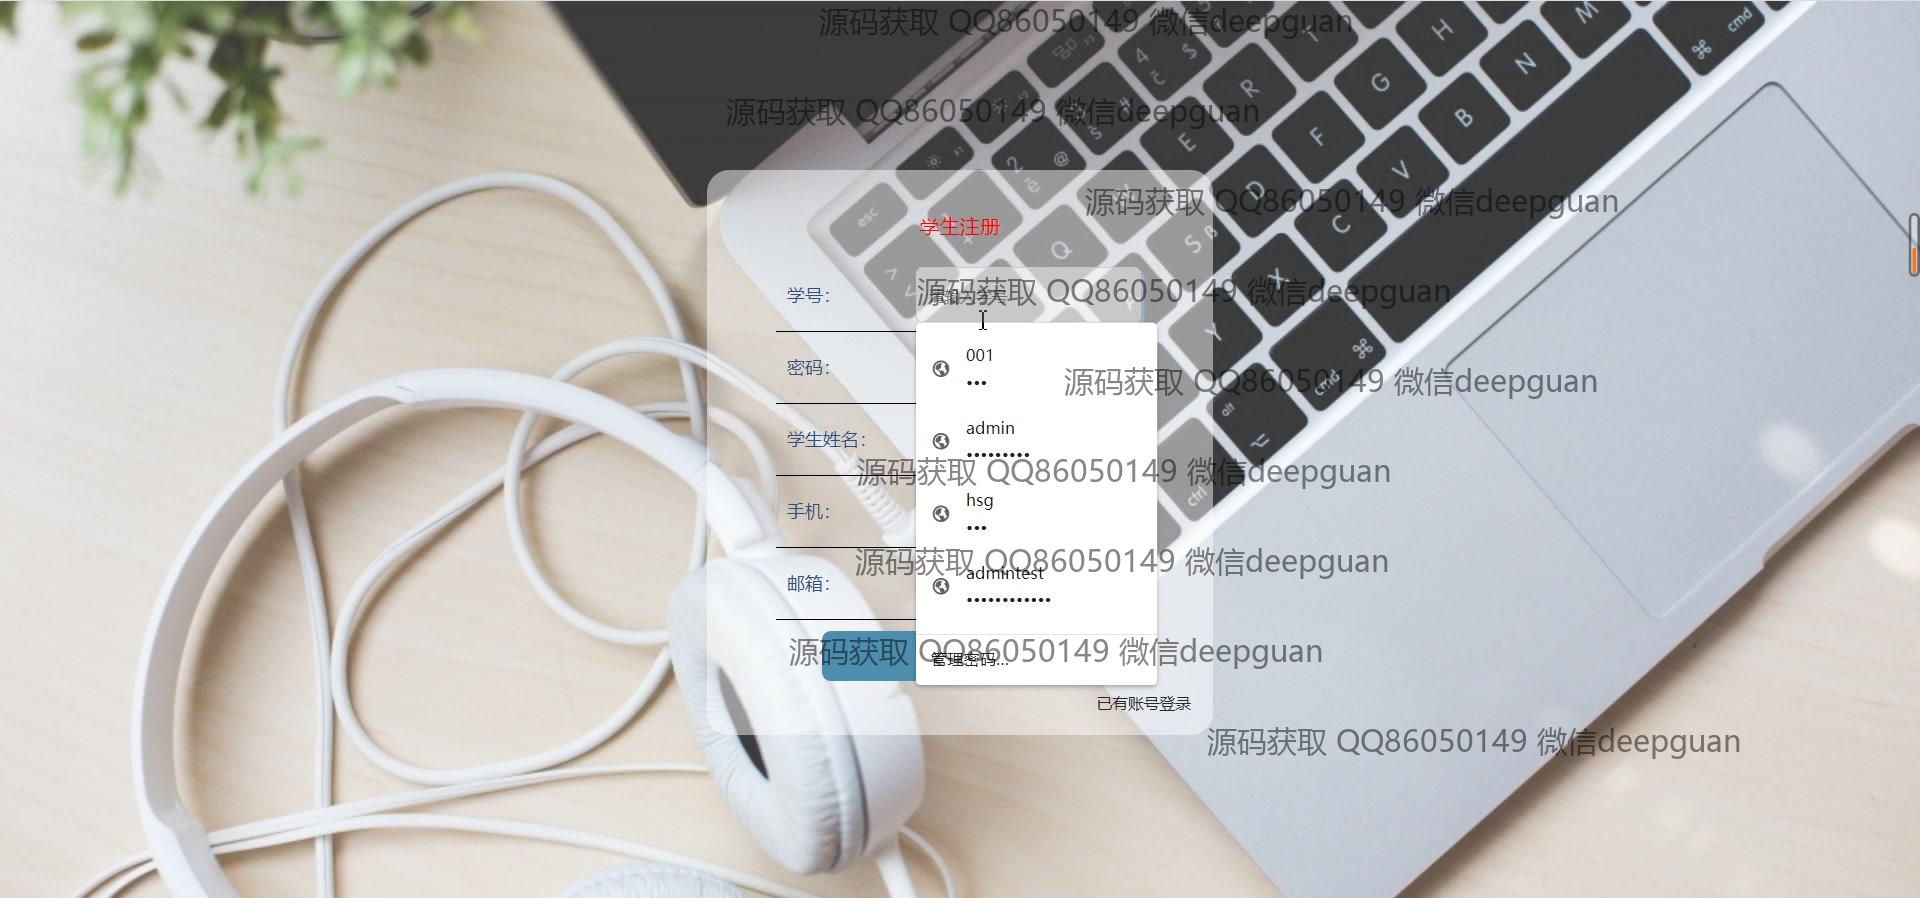 源码获取 QQ86050149 微信deepguan
源码获取 QQ86050149 微信deepguan
源码获取 QQ86050149 微信deepguan
学生注册
学号：
源码获取 QQ86050149 微信deepguan
001
•••
密码：
源码获取 QQ86050149 微信deepguan
admin
•••••••••
学生姓名：
源码获取 QQ86050149 微信deepguan
hsg
•••
手机：
源码获取 QQ86050149 微信deepguan
admintest
••••••••••••
邮箱：
源码获取 QQ86050149 微信deepguan
管理密码...
已有账号登录
源码获取 QQ86050149 微信deepguan
esc
Q
E
R
S
D
F
G
H
X
C
V
B
N
M
Y
cmd
cmd
alt
ctrl